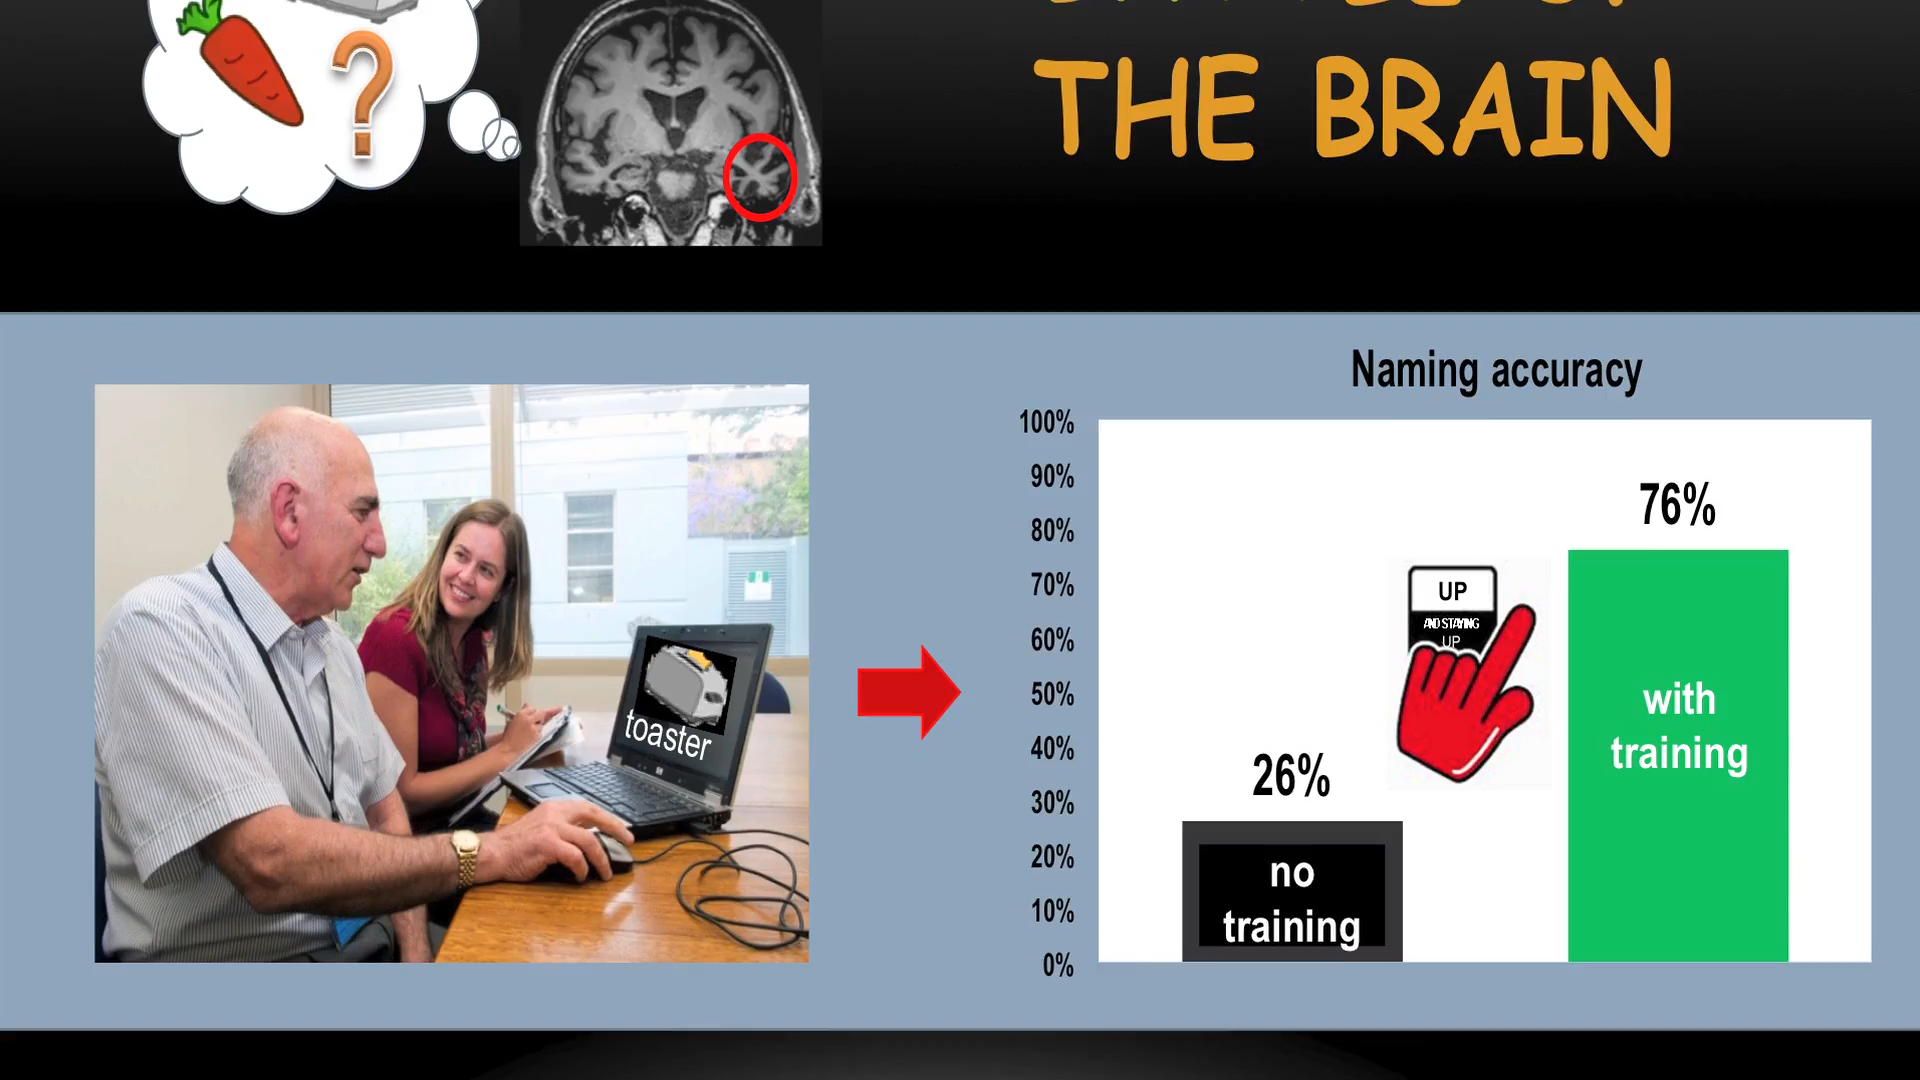 THE BRAIN
?
Naming accuracy
100%
90%
80%
70%
60%
50%
40%
30%
20%
10%
0%
26%
no
training
UP
AND STAYING
UP
76%
with
training
toaster